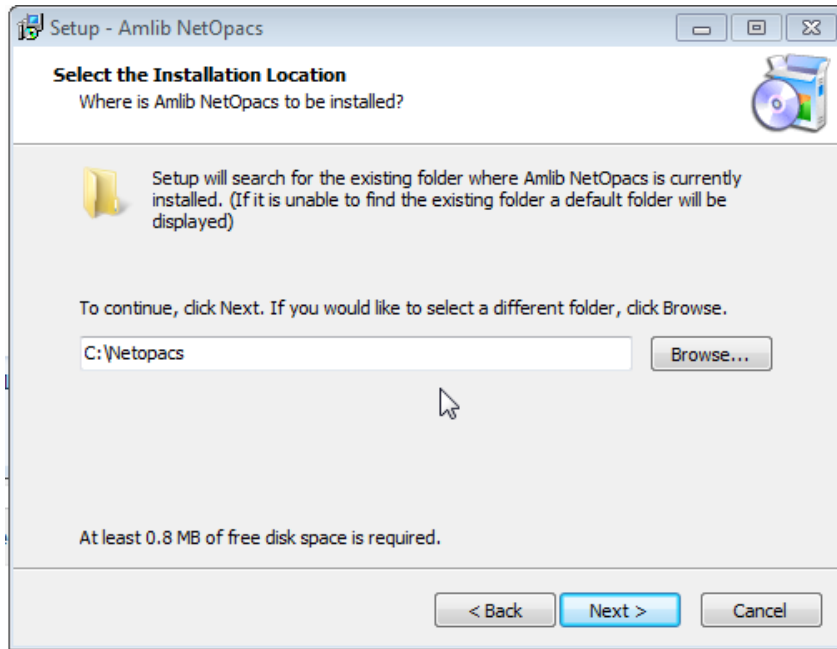 Setup - Amlib NetOpacs
Select the Installation Location
Where is Amlib NetOpacs to be installed?
Setup will search for the existing folder where Amlib NetOpacs is currently
installed. (If it is unable to find the existing folder a default folder will be
displayed)
To continue, click Next. If you would like to select a different folder, click Browse.
C:\Netopacs
Browse...
At least 0.8 MB of free disk space is required.
< Back
Next >
Cancel